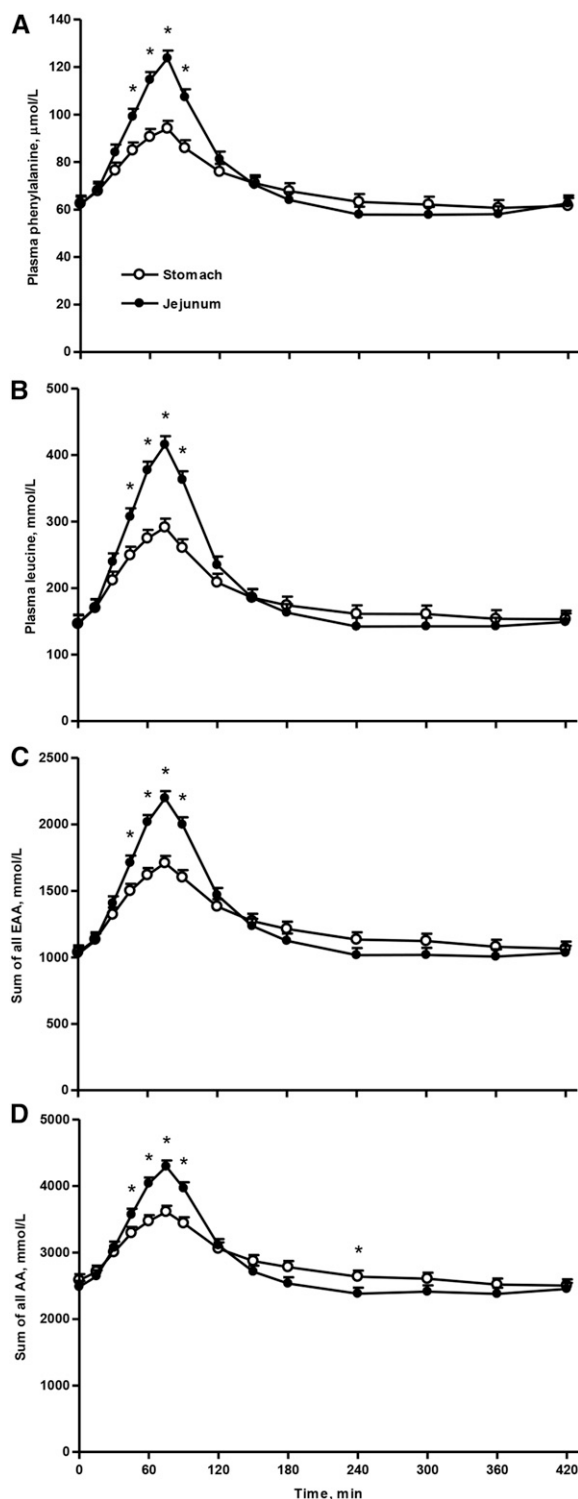 A
Plasma phenylalanine, µmol/L
140
120
100
80
60
40
20
0
* * * *
Stomach
Jejunum
B
Plasma leucine, mmol/L
500
400
300
200
100
0
* * * *
C
Sum of all EAA, mmol/L
2500
2000
1500
1000
500
0
* * * *
D
Sum of all AA, mmol/L
5000
4000
3000
2000
1000
0
* * * * *
0 60 120 180 240 300 360 420
Time, min